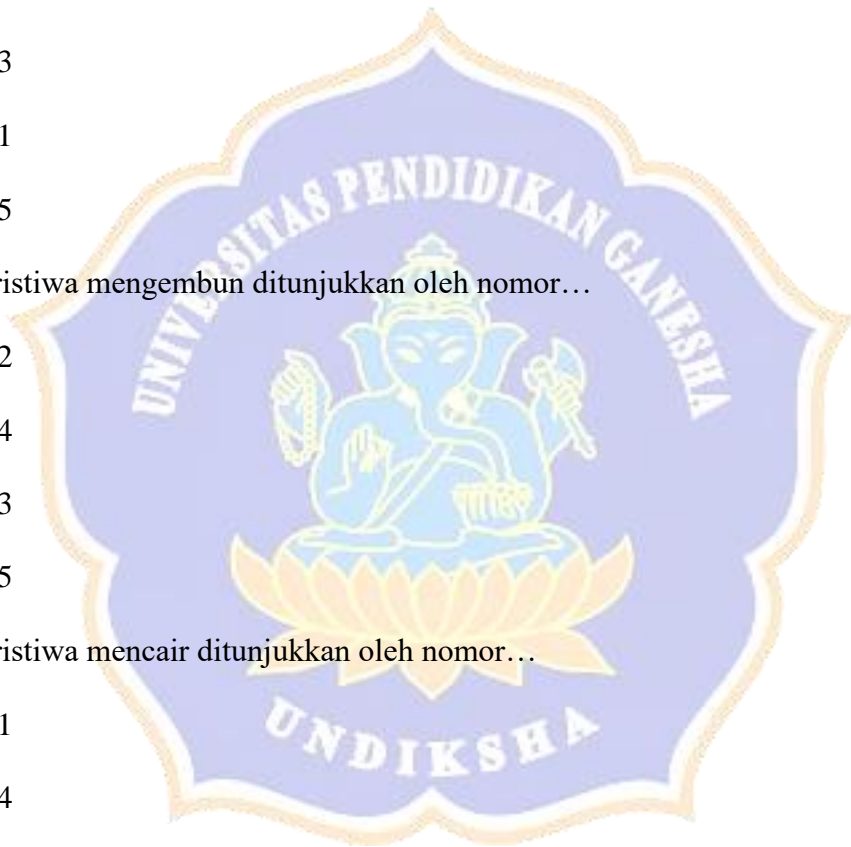 3
1
5
UNIVERSITAS PENDIDIKAN GANESHA
ristiwa mengembun ditunjukkan oleh nomor…
2
4
3
5
ristiwa mencair ditunjukkan oleh nomor…
1
UNDIKSHA
4